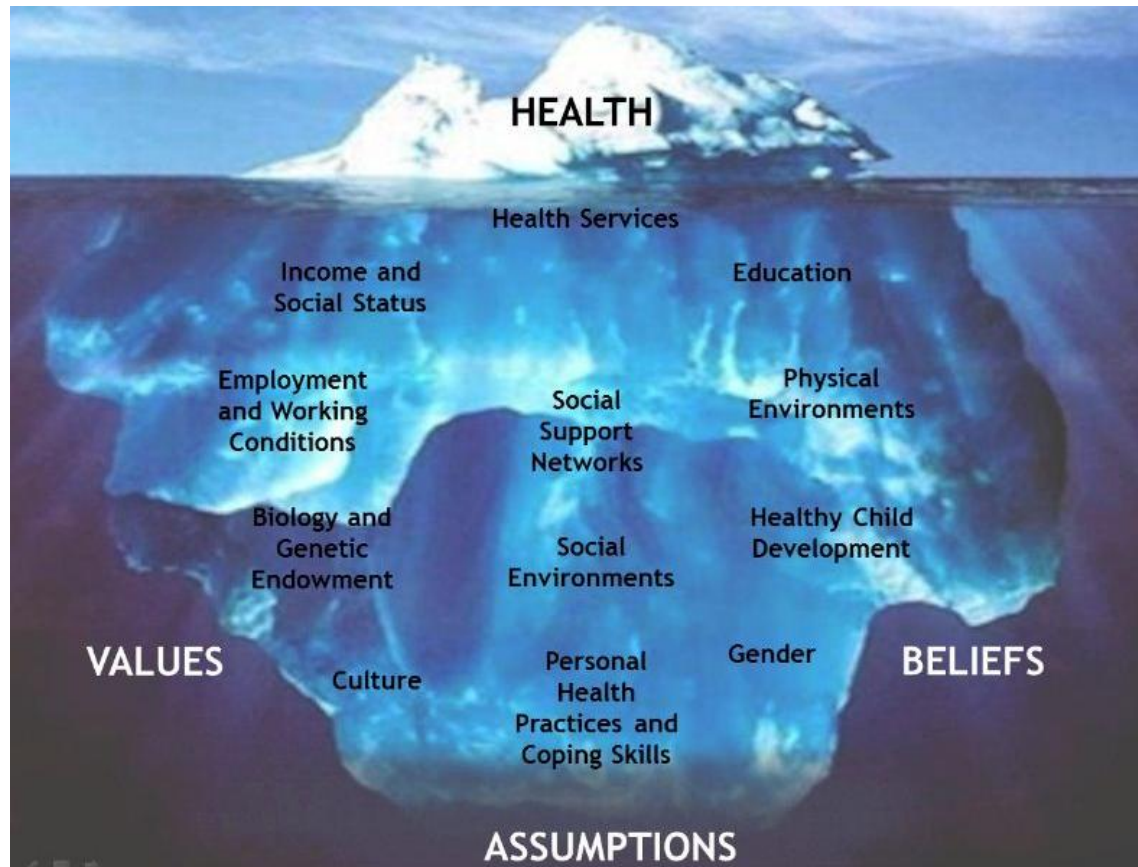 HEALTH
Health Services
Income and
Social Status
Education
Employment
and Working
Conditions
Social
Support
Networks
Physical
Environments
Biology and
Genetic
Endowment
Social
Environments
Healthy Child
Development
VALUES
Culture
Personal
Health
Practices and
Coping Skills
Gender
BELIEFS
ASSUMPTIONS